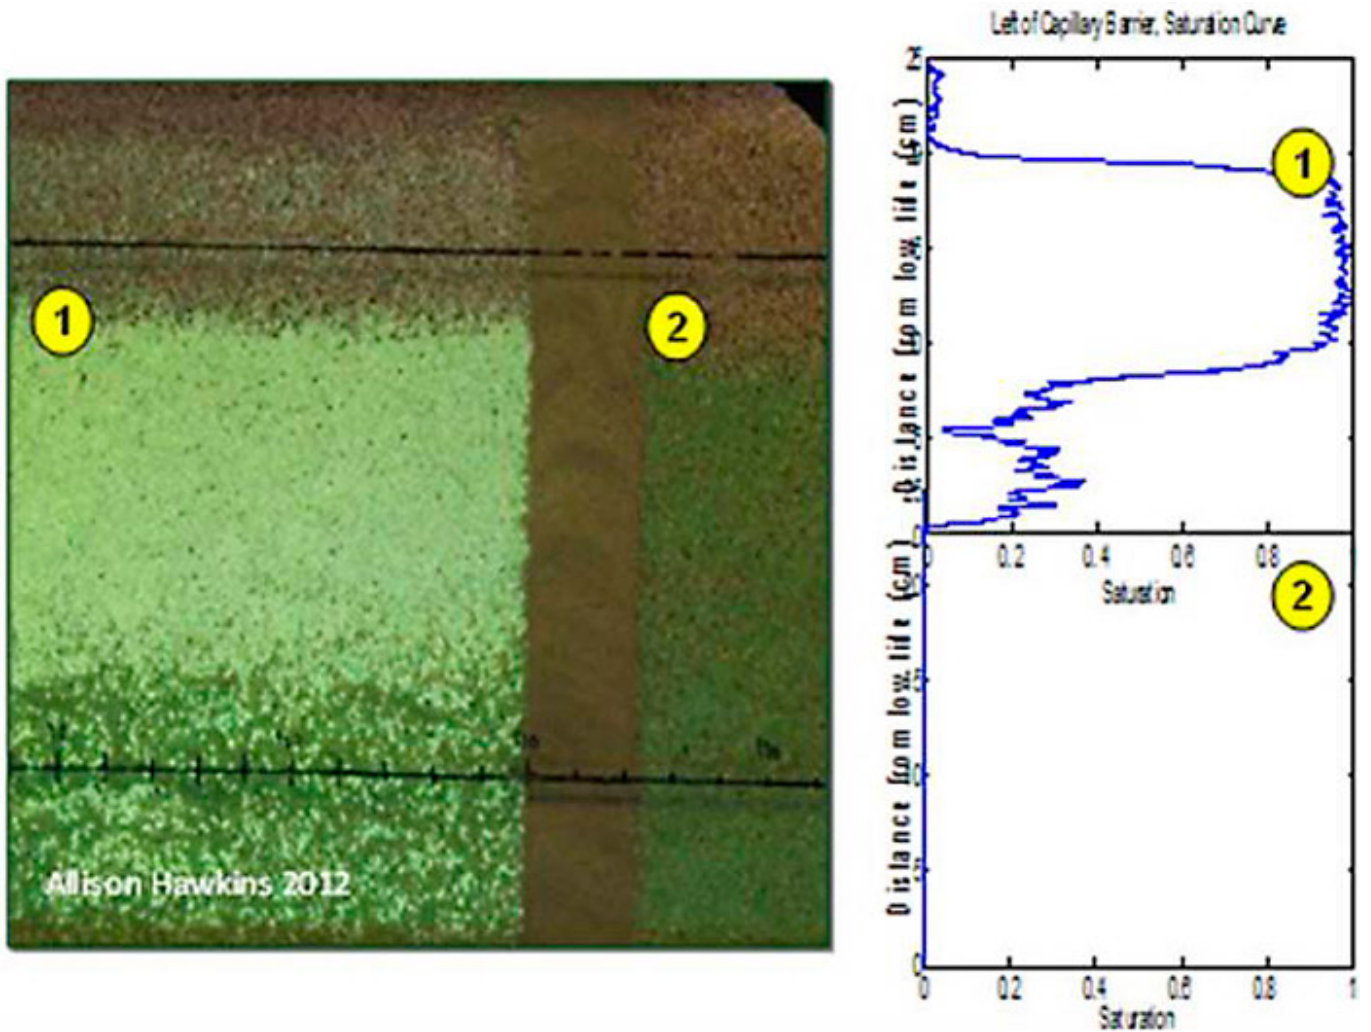 Left of Capillary Barrier, Saturation Curve
1
2
Allison Hawkins 2012
Distance from low tide (cm)
1
0 0.2 0.4 0.6 0.8
Saturation
2
Distance from low tide (cm)
0
0 0.2 0.4 0.6 0.8 1
Saturation